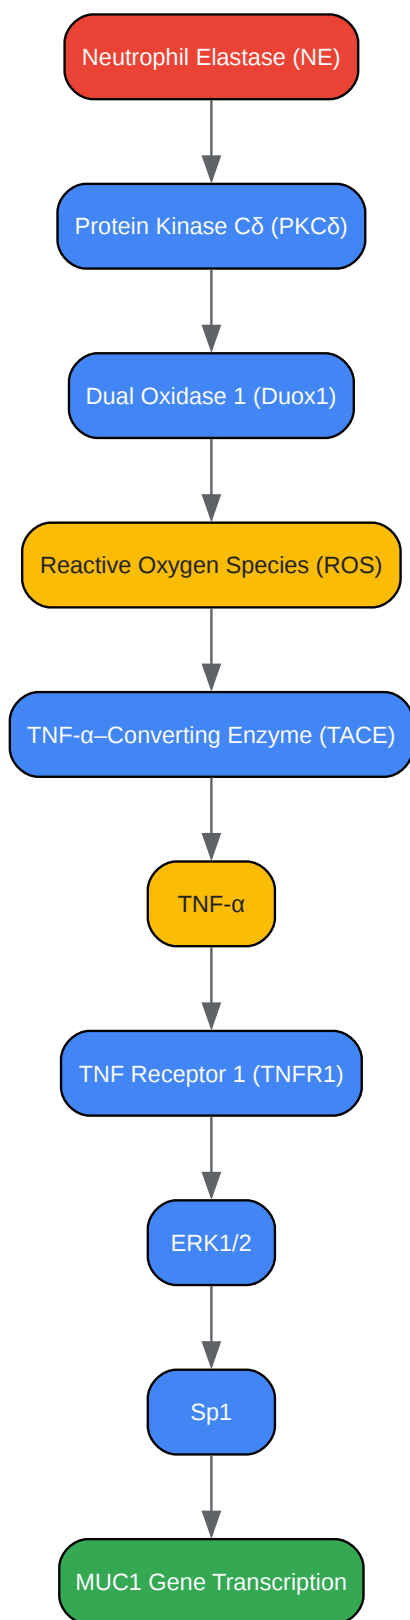 Neutrophil Elastase (NE)
Protein Kinase Cδ (PKCδ)
Dual Oxidase 1 (Duox1)
Reactive Oxygen Species (ROS)
TNF-α–Converting Enzyme (TACE)
TNF-α
TNF Receptor 1 (TNFR1)
ERK1/2
Sp1
MUC1 Gene Transcription